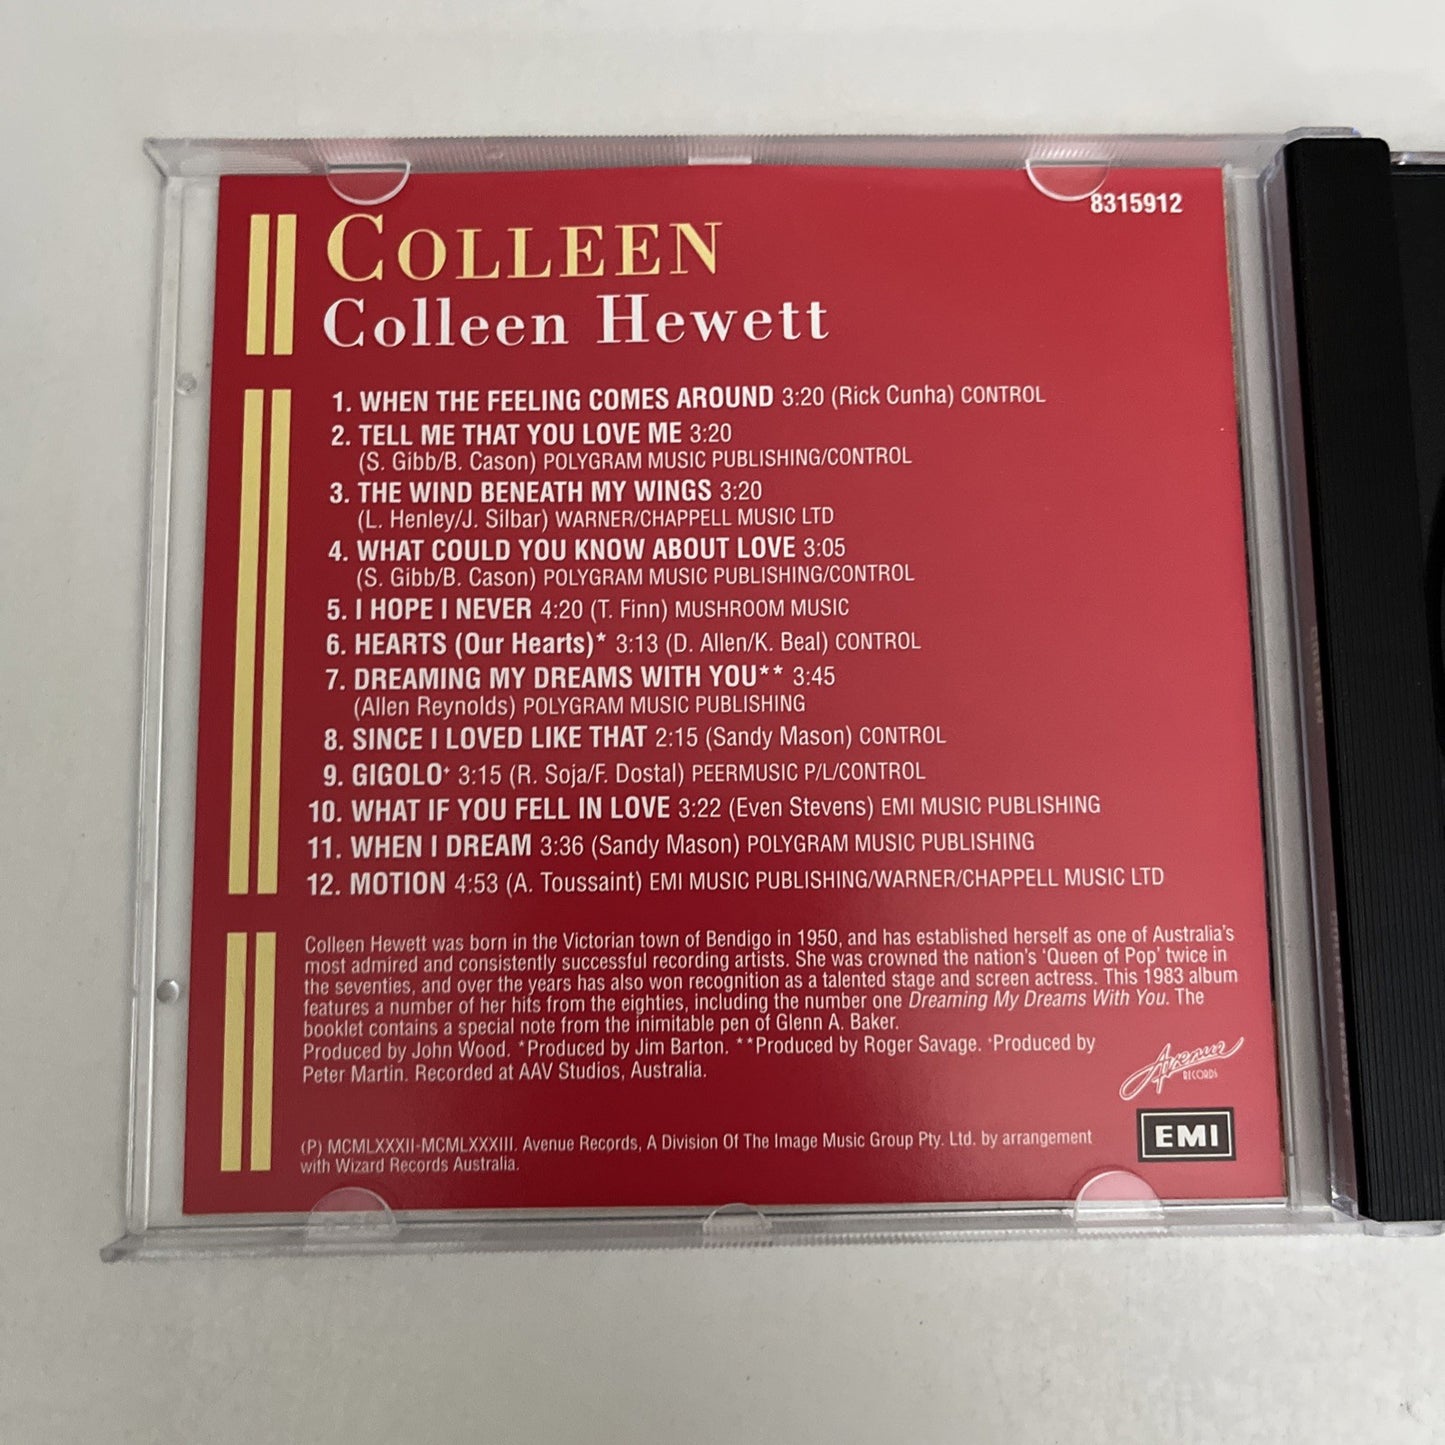 8315912
COLLEEN
Colleen Hewett
1. WHEN THE FEELING COMES AROUND 3:20 (Rick Cunha) CONTROL
2. TELL ME THAT YOU LOVE ME 3:20
(S. Gibb/B. Cason) POLYGRAM MUSIC PUBLISHING/CONTROL
3. THE WIND BENEATH MY WINGS 3:20
(L. Henley/J. Silbar) WARNER/CHAPPELL MUSIC LTD
4. WHAT COULD YOU KNOW ABOUT LOVE 3:05
(S. Gibb/B. Cason) POLYGRAM MUSIC PUBLISHING/CONTROL
5. I HOPE I NEVER 4:20 (T. Finn) MUSHROOM MUSIC
6. HEARTS (Our Hearts)* 3:13 (D. Allen/K. Beal) CONTROL
7. DREAMING MY DREAMS WITH YOU** 3:45
(Allen Reynolds) POLYGRAM MUSIC PUBLISHING
8. SINCE I LOVED LIKE THAT 2:15 (Sandy Mason) CONTROL
9. GIGOLO+ 3:15 (R. Soja/F. Dostal) PEERMUSIC P/L/CONTROL
10. WHAT IF YOU FELL IN LOVE 3:22 (Even Stevens) EMI MUSIC PUBLISHING
11. WHEN I DREAM 3:36 (Sandy Mason) POLYGRAM MUSIC PUBLISHING
12. MOTION 4:53 (A. Toussaint) EMI MUSIC PUBLISHING/WARNER/CHAPPELL MUSIC LTD
Colleen Hewett was born in the Victorian town of Bendigo in 1950, and has established herself as one of Australia's
most admired and consistently successful recording artists. She was crowned the nation's 'Queen of Pop' twice in
the seventies, and over the years has also won recognition as a talented stage and screen actress. This 1983 album
features a number of her hits from the eighties, including the number one Dreaming My Dreams With You. The
booklet contains a special note from the inimitable pen of Glenn A. Baker.
Produced by John Wood. *Produced by Jim Barton. **Produced by Roger Savage. +Produced by
Peter Martin. Recorded at AAV Studios, Australia.
Avenue
RECORDS
EMI
(P) MCMLXXXII-MCMLXXXIII. Avenue Records, A Division Of The Image Music Group Pty. Ltd. by arrangement
with Wizard Records Australia.